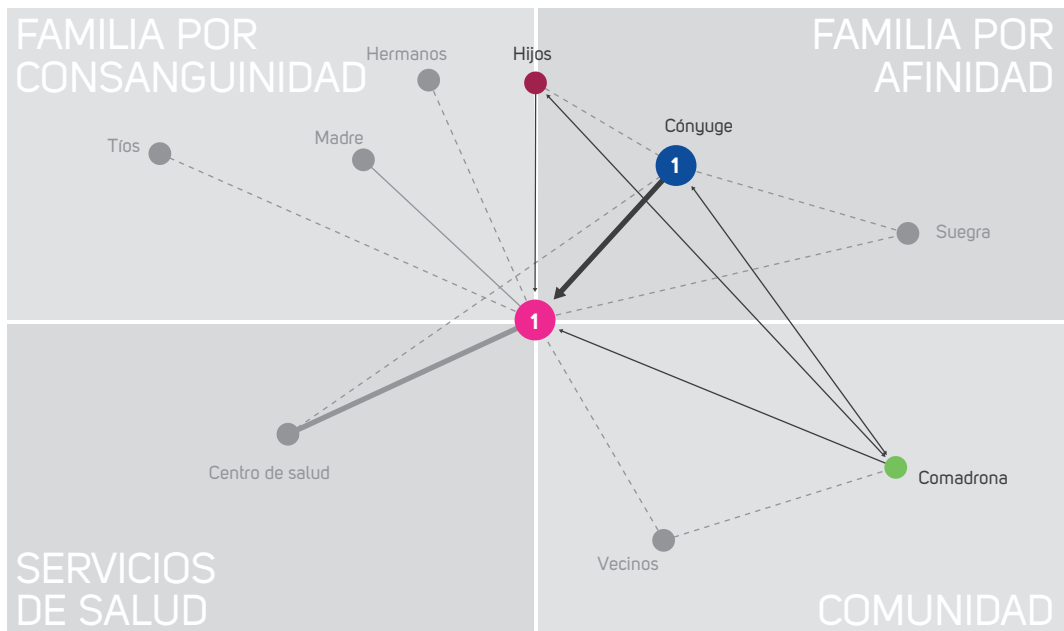 FAMILIA POR
CONSANGUINIDAD
FAMILIA POR
AFINIDAD
Hermanos
Hijos
Cónyuge
Tíos
Madre
1
Suegra
1
Centro de salud
Comadrona
Vecinos
SERVICIOS
DE SALUD
COMUNIDAD